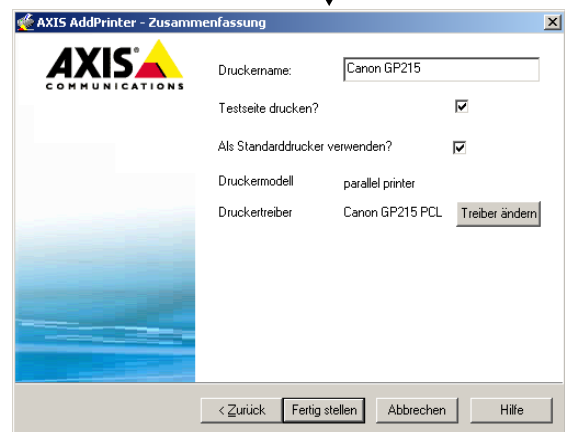 AXIS AddPrinter - Zusammenfassung
AXIS
COMMUNICATIONS
Druckername: Canon GP215
Testseite drucken?
Als Standarddrucker verwenden?
Druckermodell parallel printer
Druckertreiber Canon GP215 PCL Treiber ändern
< Zurück Fertig stellen Abbrechen Hilfe